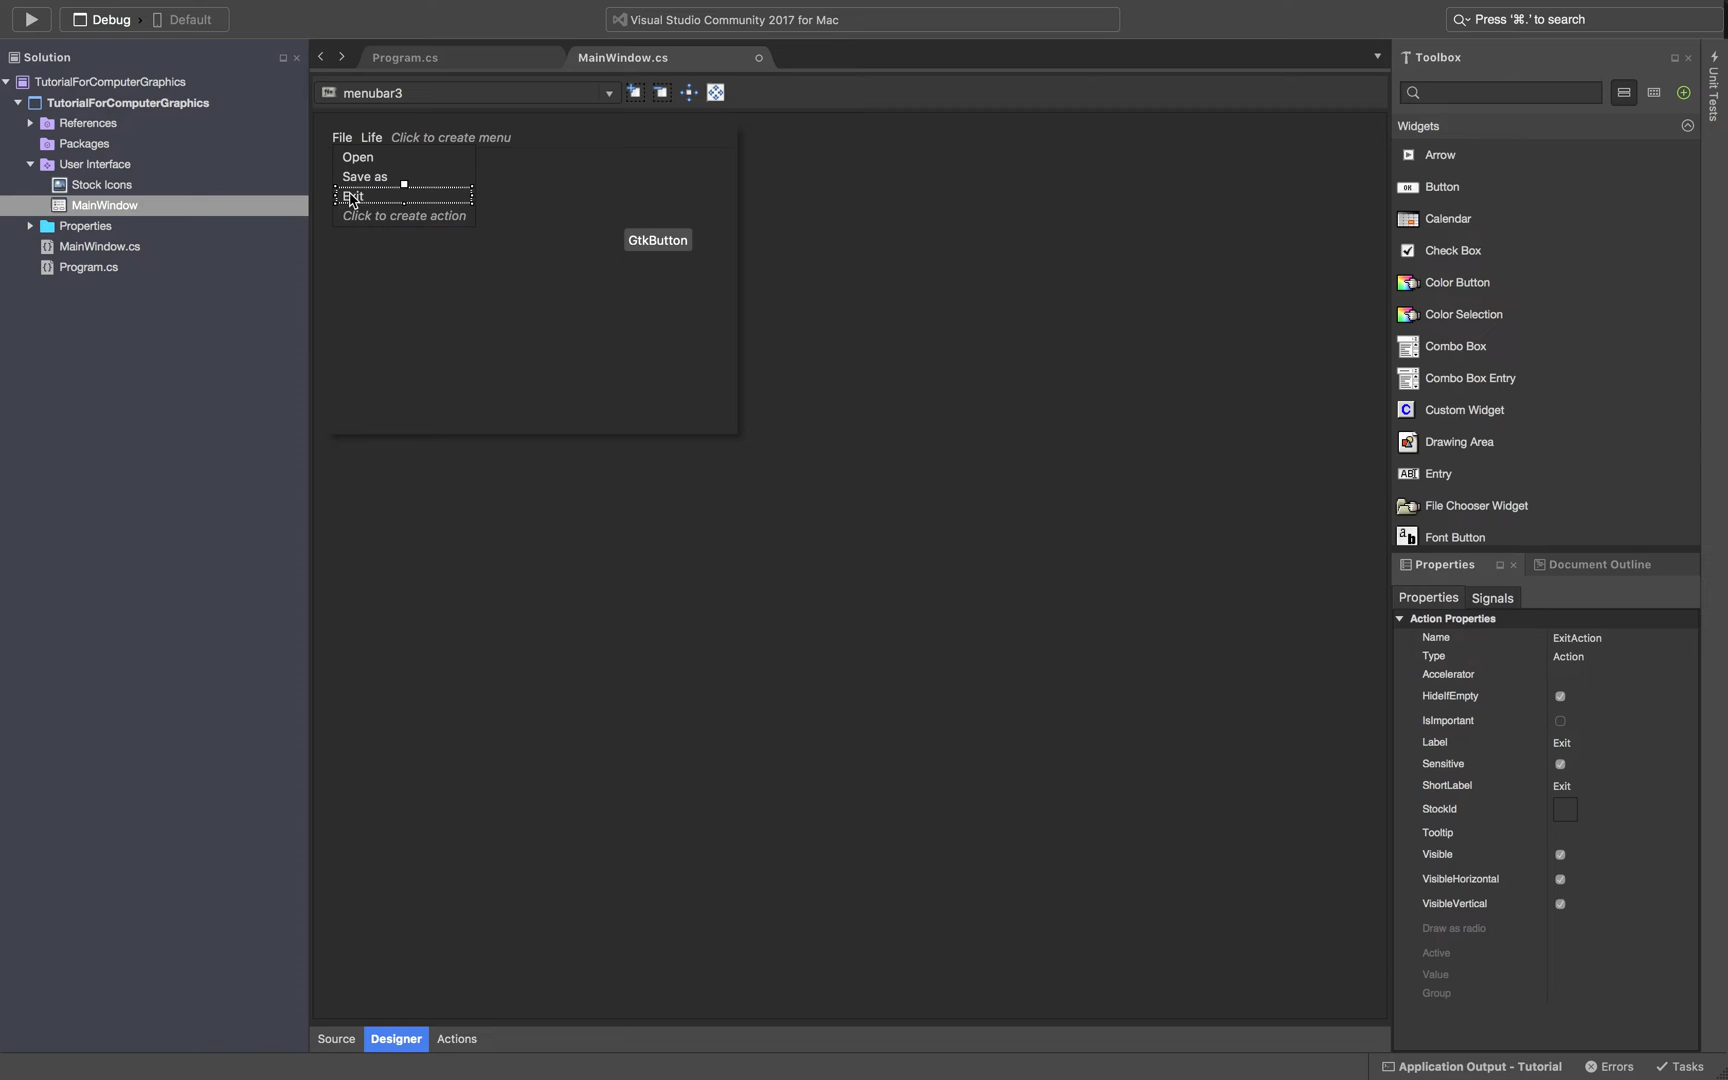 Debug › Default
Visual Studio Community 2017 for Mac
Press '⌘.' to search
Solution
TutorialForComputerGraphics
TutorialForComputerGraphics
References
Packages
User Interface
Stock Icons
MainWindow
Properties
MainWindow.cs
Program.cs
Program.cs
MainWindow.cs
menubar3
File Life Click to create menu
Open
Save as
Exit
Click to create action
GtkButton
Source Designer Actions
Toolbox
Widgets
Arrow
OK Button
Calendar
Check Box
Color Button
Color Selection
Combo Box
Combo Box Entry
C Custom Widget
Drawing Area
ABI Entry
File Chooser Widget
a b Font Button
Unit Tests
Properties Document Outline
Properties Signals
Action Properties
Name ExitAction
Type Action
Accelerator
HideIfEmpty
IsImportant
Label Exit
Sensitive
ShortLabel Exit
StockId
Tooltip
Visible
VisibleHorizontal
VisibleVertical
Draw as radio
Active
Value
Group
Application Output - Tutorial Errors Tasks